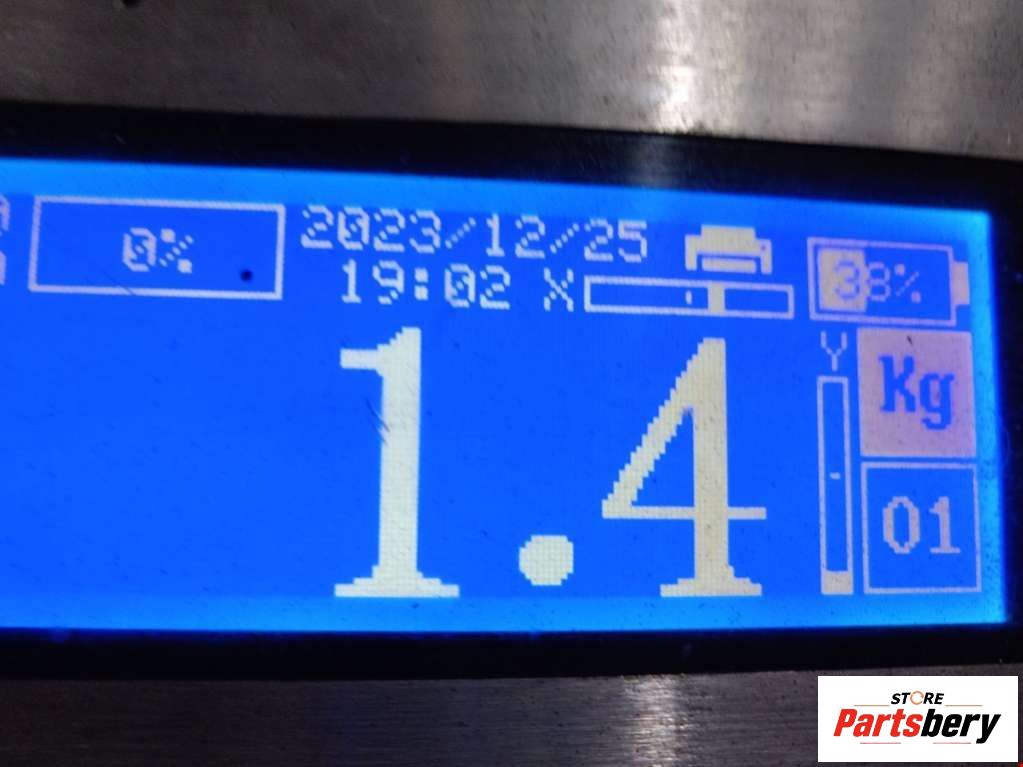 0%
2023/12/25
19:02 X
38%
1.4
Y
Kg
01
STORE
Partsbery